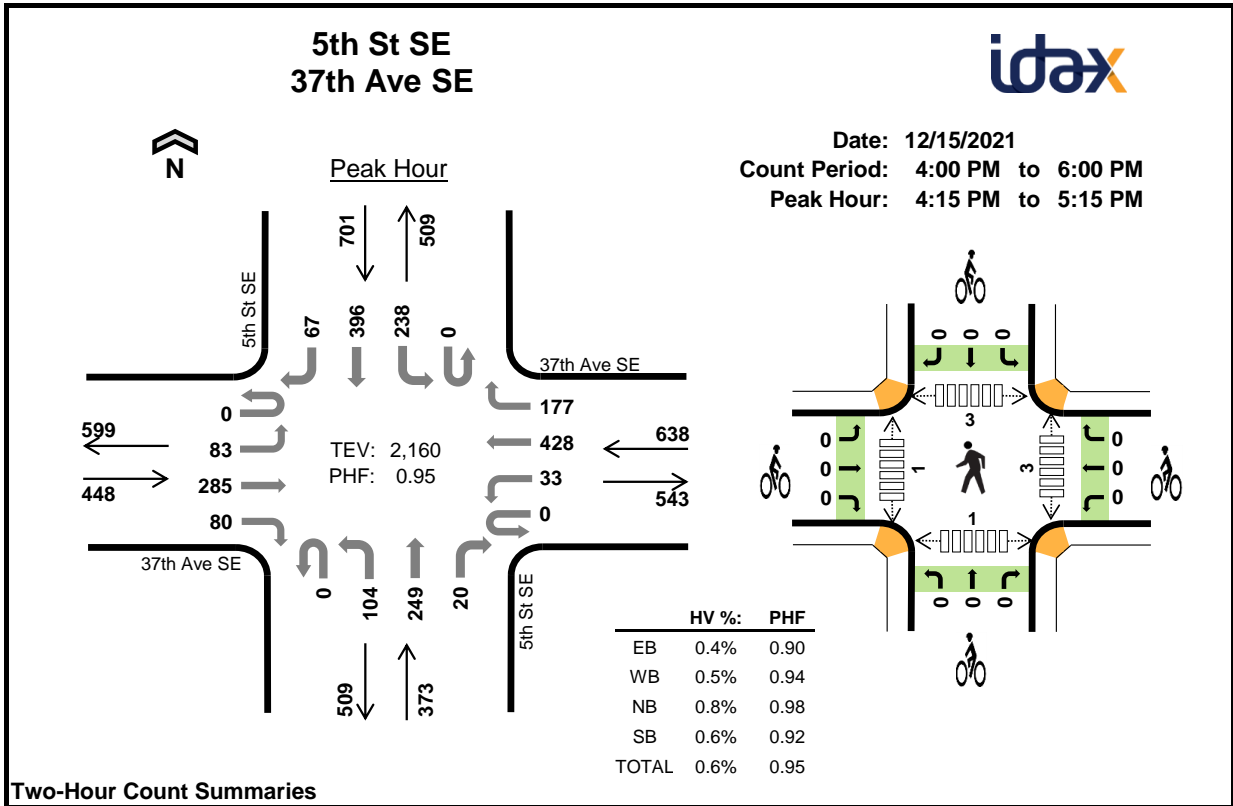 5th St SE
37th Ave SE
idax
N
Peak Hour
Date: 12/15/2021
Count Period: 4:00 PM to 6:00 PM
Peak Hour: 4:15 PM to 5:15 PM
701
509
5th St SE
67
396
238
0
37th Ave SE
0
83
285
80
599
448
TEV: 2,160
PHF: 0.95
177
428
33
0
638
543
37th Ave SE
0
104
249
20
5th St SE
509
373
0 0 0
3
0
0
0
1
3
0
0
0
1
0 0 0
HV %: PHF
EB 0.4% 0.90
WB 0.5% 0.94
NB 0.8% 0.98
SB 0.6% 0.92
TOTAL 0.6% 0.95
Two-Hour Count Summaries